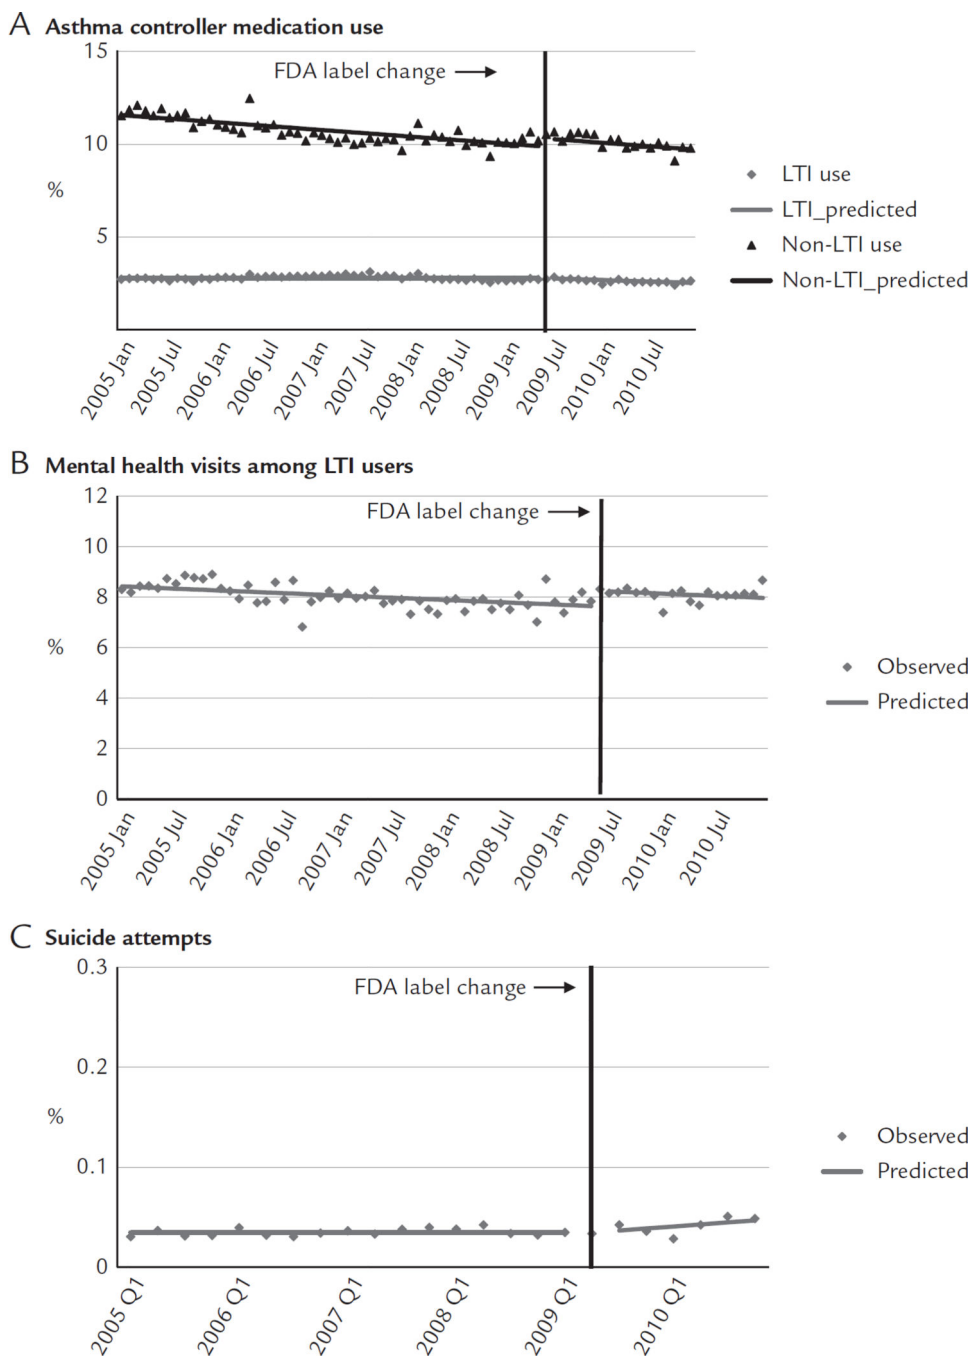 A Asthma controller medication use
15
FDA label change
10
%
5
LTI use
LTI_predicted
Non-LTI use
Non-LTI_predicted
2005 Jan
2005 Jul
2006 Jan
2006 Jul
2007 Jan
2007 Jul
2008 Jan
2008 Jul
2009 Jan
2009 Jul
2010 Jan
2010 Jul
B Mental health visits among LTI users
12
FDA label change
10
8
%
6
4
2
0
Observed
Predicted
2005 Jan
2005 Jul
2006 Jan
2006 Jul
2007 Jan
2007 Jul
2008 Jan
2008 Jul
2009 Jan
2009 Jul
2010 Jan
2010 Jul
C Suicide attempts
0.3
FDA label change
0.2
%
0.1
0
Observed
Predicted
2005 Q1
2006 Q1
2007 Q1
2008 Q1
2009 Q1
2010 Q1